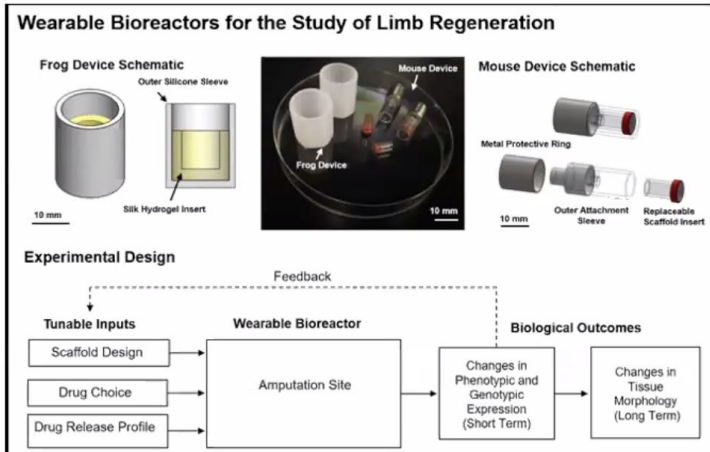 Wearable Bioreactors for the Study of Limb Regeneration
Frog Device Schematic
Outer Silicone Sleeve
Silk Hydrogel Insert
10 mm
Mouse Device
Frog Device
10 mm
Mouse Device Schematic
Metal Protective Ring
Outer Attachment
Sleeve
Replaceable
Scaffold Insert
10 mm
Experimental Design
Feedback
Tunable Inputs
Wearable Bioreactor
Biological Outcomes
Scaffold Design
Drug Choice
Drug Release Profile
Amputation Site
Changes in
Phenotypic and
Genotypic
Expression
(Short Term)
Changes in
Tissue
Morphology
(Long Term)